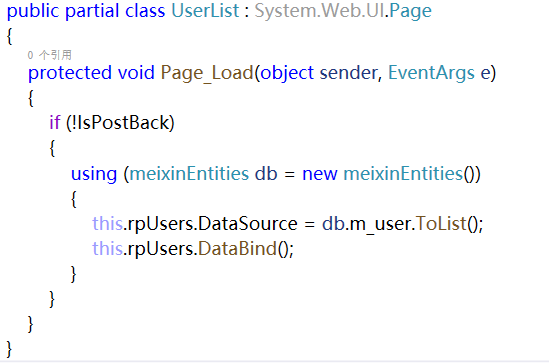 public partial class UserList : System.Web.UI.Page
{
0 个引用
protected void Page_Load(object sender, EventArgs e)
{
if (!IsPostBack)
{
using (meixinEntities db = new meixinEntities())
{
this.rpUsers.DataSource = db.m_user.ToList();
this.rpUsers.DataBind();
}
}
}
}